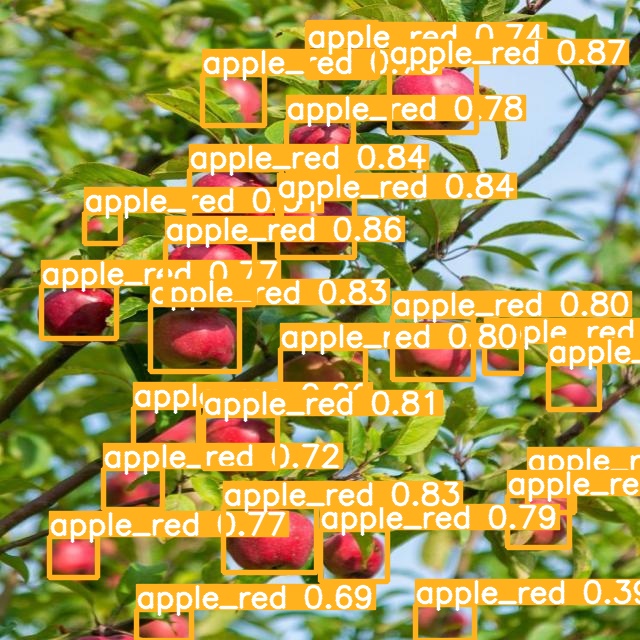 apple_red 0.74
apple_red 0.87
apple_red
apple_red 0.78
apple_red 0.84
apple_red 0.84
apple_red
apple_red 0.86
apple_red 0.77
apple_red 0.83
apple_red 0.80
apple_red 0.80
apple_red
apple_
apple_red 0.81
apple_red 0.72
apple_re
apple_red 0.83
apple_red 0.79
apple_red 0.77
apple_red 0.69
apple_red 0.39